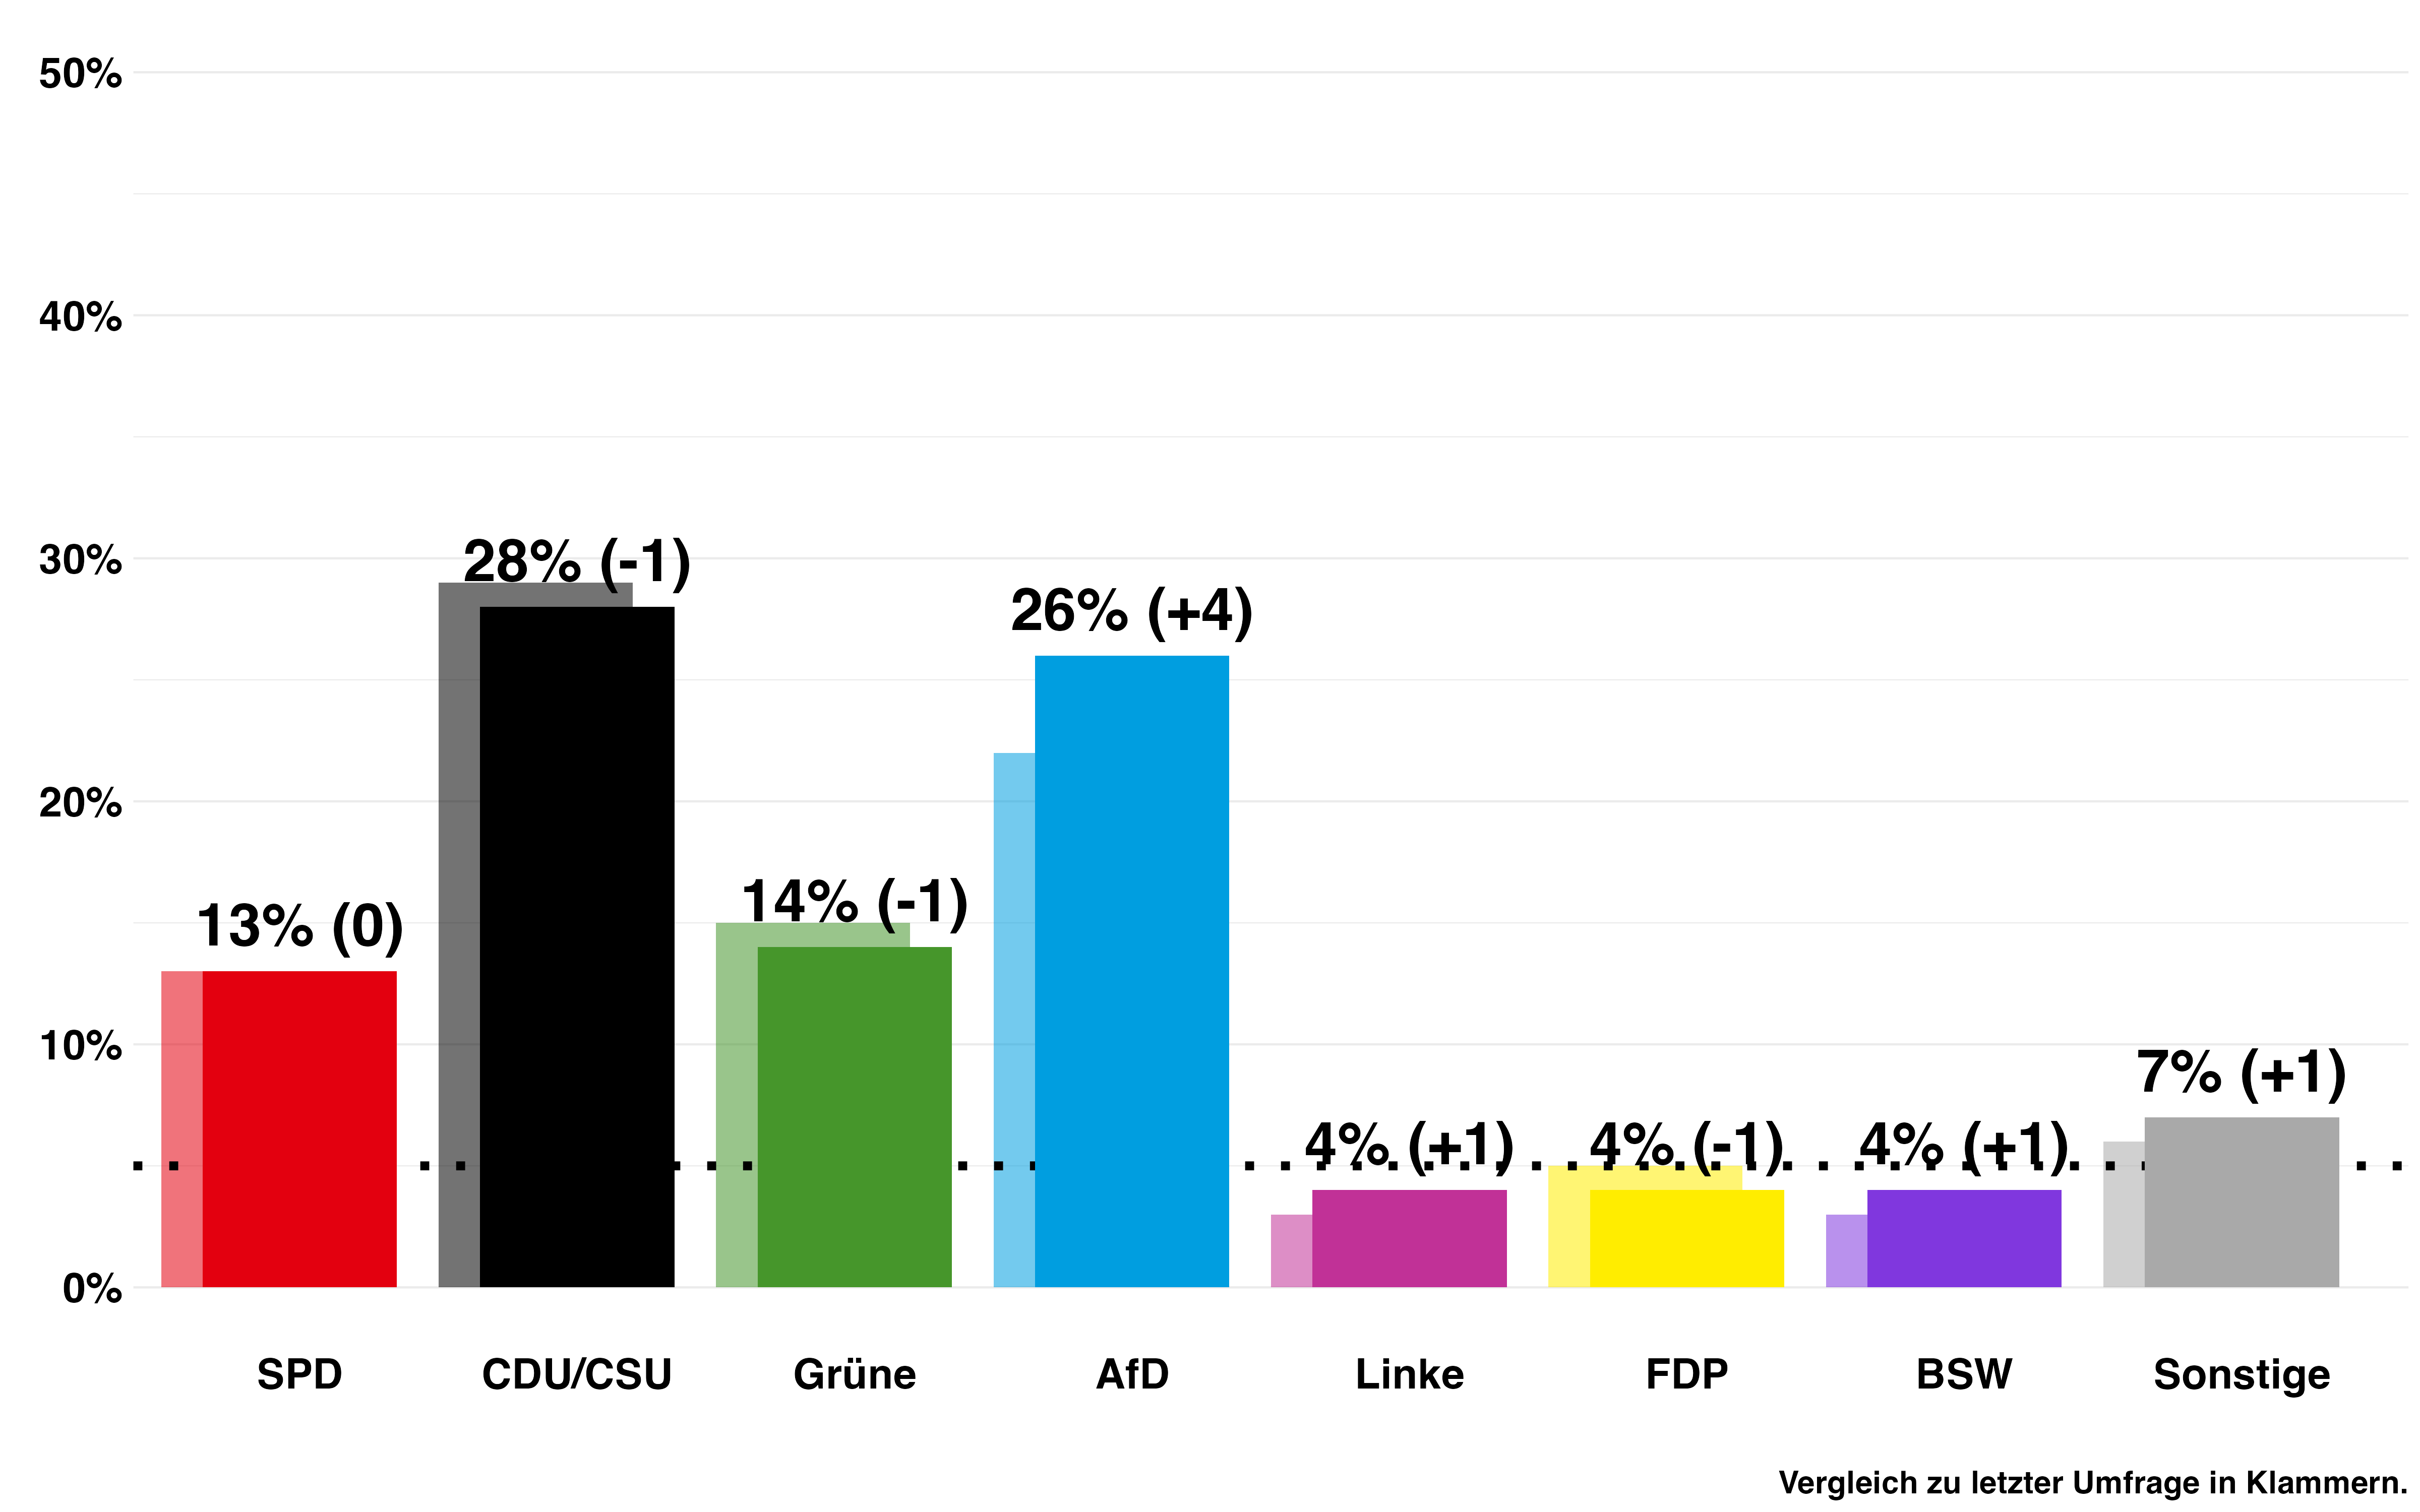 50%
40%
30%
20%
10%
0%
13% (0)
28% (-1)
14% (-1)
26% (+4)
4% (+1)
4% (-1)
4% (+1)
7% (+1)
SPD
CDU/CSU
Grüne
AfD
Linke
FDP
BSW
Sonstige
Vergleich zu letzter Umfrage in Klammern.